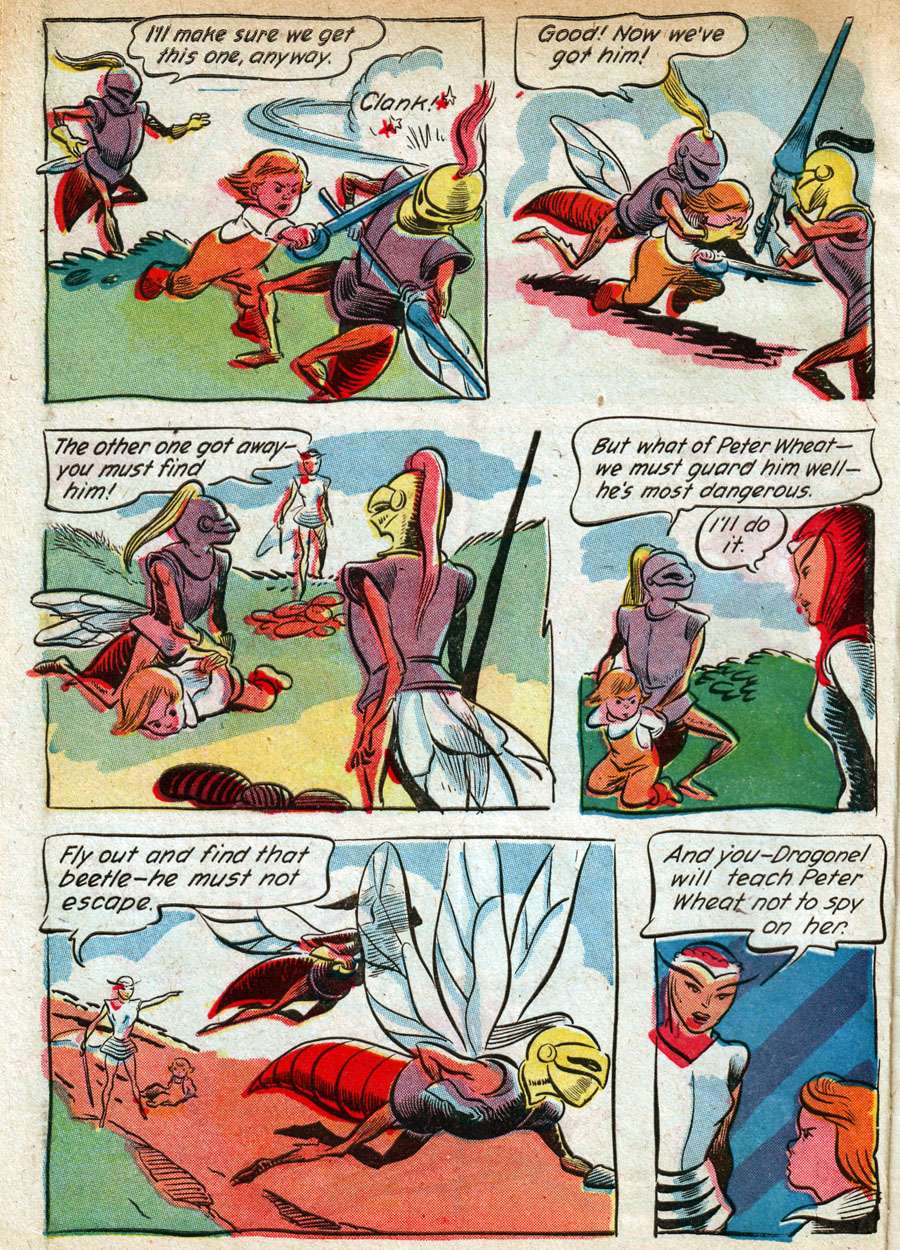 I'll make sure we get
this one, anyway.
Clank!
Good! Now we've
got him!
The other one got away—
you must find
him!
But what of Peter Wheat—
we must guard him well—
he's most dangerous.
I'll do
it.
Fly out and find that
beetle—he must not
escape.
And you—Dragonel
will teach Peter
Wheat not to spy
on her.